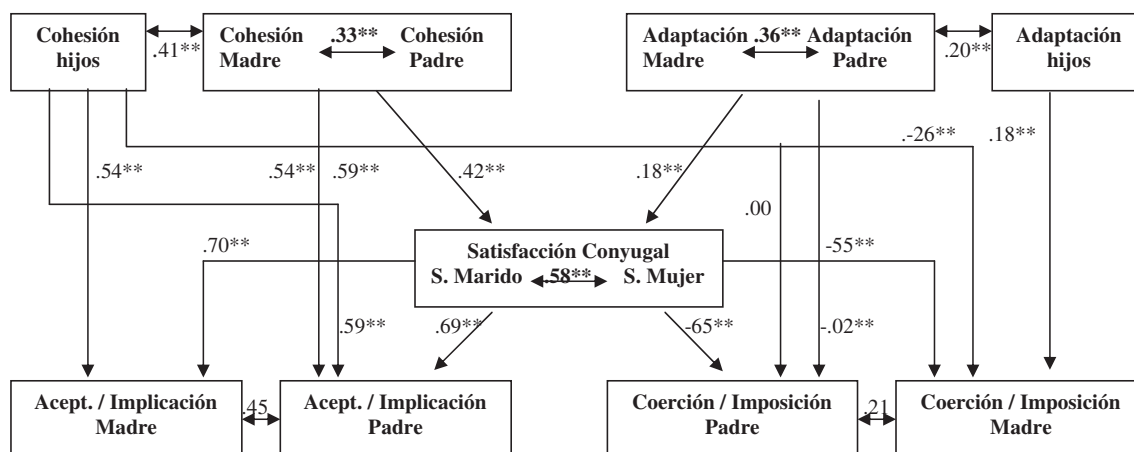 Cohesión
hijos
.41**
Cohesión .33** Cohesión
Madre Padre
Adaptación .36** Adaptación
Madre Padre
.20**
Adaptación
hijos
.54**
.54**
.59**
.42**
.18**
.00
.-26**
.18**
.70**
Satisfacción Conyugal
S. Marido .58** S. Mujer
-55**
.59**
.69**
-65**
-.02**
Acept. / Implicación
Madre
.45
Acept. / Implicación
Padre
Coerción / Imposición
Padre
.21
Coerción / Imposición
Madre